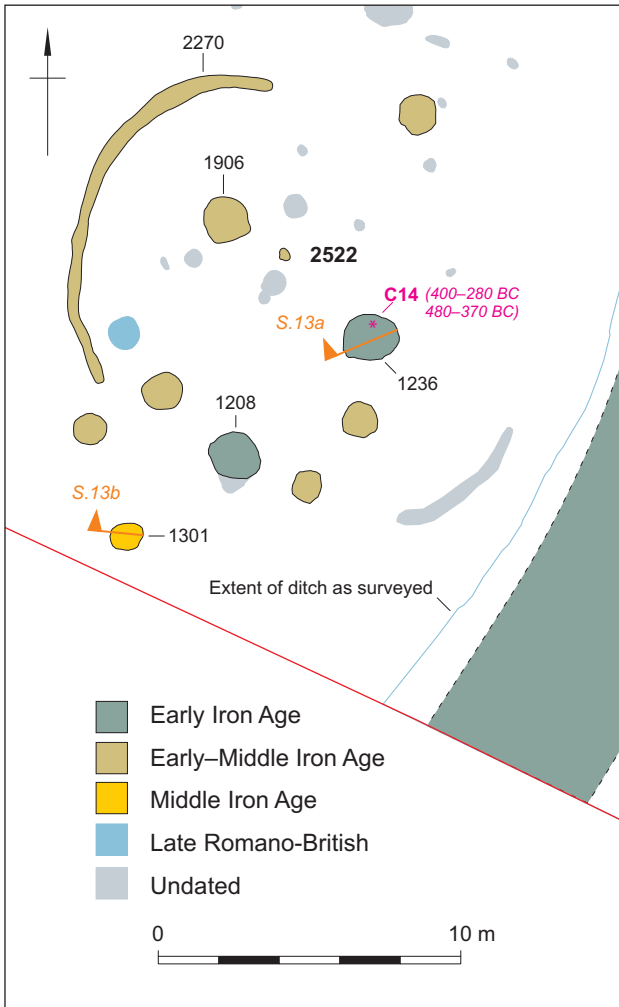 2270
1906
2522
C14 (400–280 BC
480–370 BC)
S.13a
1236
1208
S.13b
1301
Extent of ditch as surveyed
Early Iron Age
Early–Middle Iron Age
Middle Iron Age
Late Romano-British
Undated
0 10 m